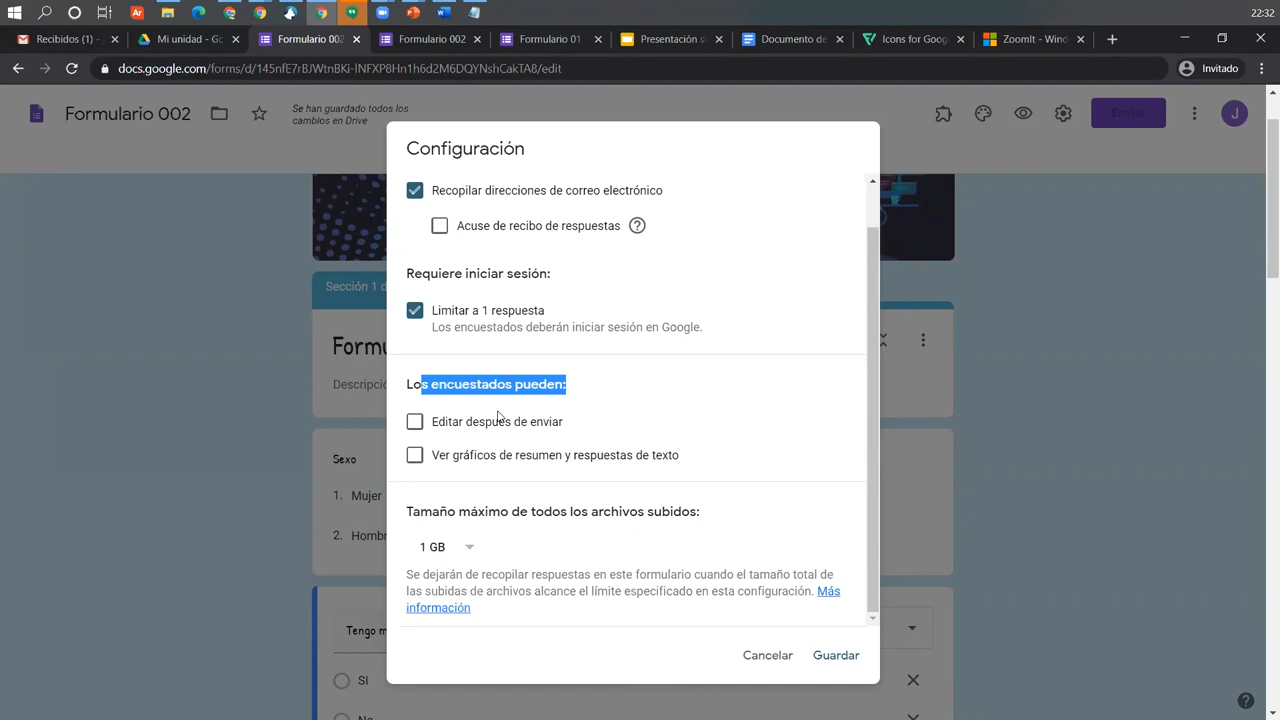 22:32
Recibidos (1) -
Mi unidad - Go
Formulario 002
Formulario 002
Formulario 01
Presentación s
Documento de
Icons for Goog
ZoomIt - Wind
docs.google.com/forms/d/145nfE7rBJWtnBKi-INFXP8Hn1h6d2M6DQYNshCakTA8/edit
Invitado
Formulario 002
Se han guardado todos los
cambios en Drive
Enviar
J
Configuración
Recopilar direcciones de correo electrónico
Acuse de recibo de respuestas
Requiere iniciar sesión:
Limitar a 1 respuesta
Los encuestados deberán iniciar sesión en Google.
Los encuestados pueden:
Editar después de enviar
Ver gráficos de resumen y respuestas de texto
Tamaño máximo de todos los archivos subidos:
1 GB
Se dejarán de recopilar respuestas en este formulario cuando el tamaño total de
las subidas de archivos alcance el límite especificado en esta configuración. Más
información
Cancelar
Guardar
Sección 1 d
Formu
Descripció
Sexo
1. Mujer
2. Hombr
Tengo m
SI
No